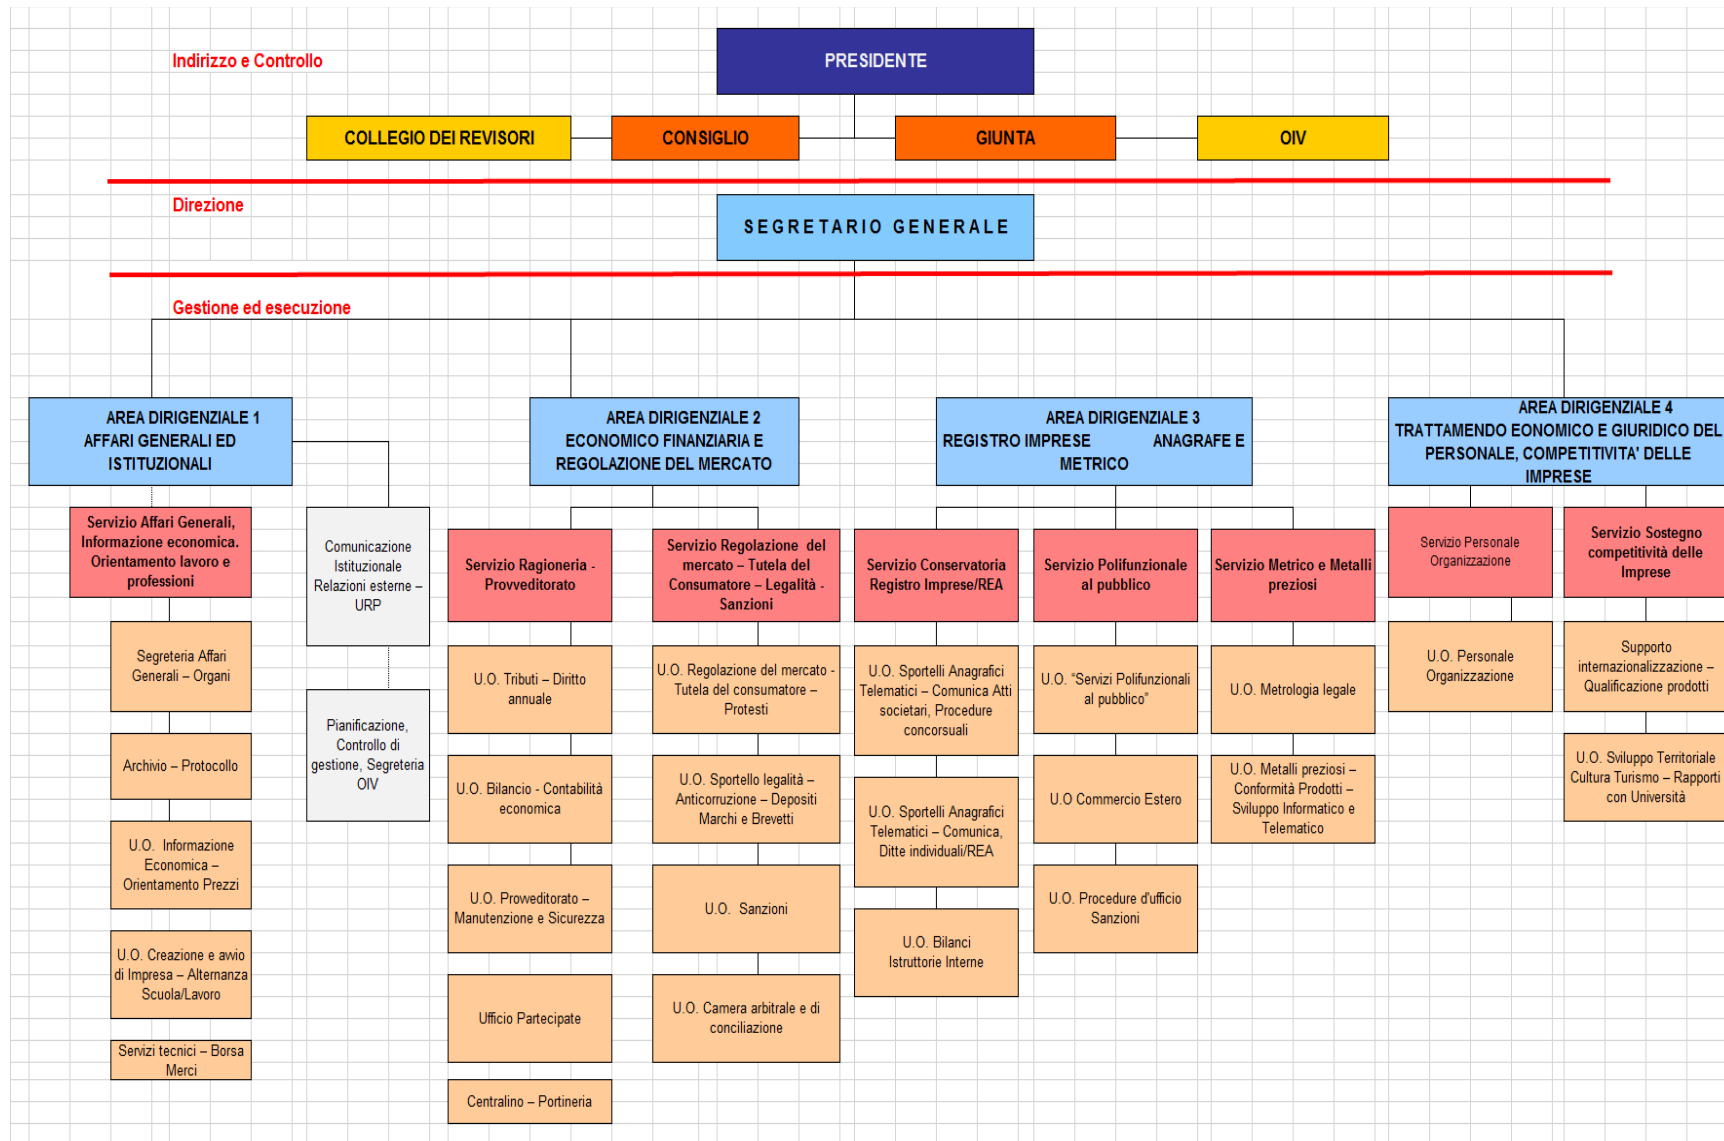 Indirizzo e Controllo
PRESIDENTE
COLLEGIO DEI REVISORI
CONSIGLIO
GIUNTA
OIV
Direzione
SEGRETARIO GENERALE
Gestione ed esecuzione
AREA DIRIGENZIALE 1
AFFARI GENERALI ED
ISTITUZIONALI
AREA DIRIGENZIALE 2
ECONOMICO FINANZIARIA E
REGOLAZIONE DEL MERCATO
AREA DIRIGENZIALE 3
REGISTRO IMPRESE ANAGRAFE E
METRICO
AREA DIRIGENZIALE 4
TRATTAMENDO EONOMICO E GIURIDICO DEL
PERSONALE, COMPETITIVITA' DELLE
IMPRESE
Servizio Affari Generali,
Informazione economica.
Orientamento lavoro e
professioni
Segreteria Affari
Generali – Organi
Archivio – Protocollo
U.O. Informazione
Economica –
Orientamento Prezzi
U.O. Creazione e avvio
di Impresa – Alternanza
Scuola/Lavoro
Servizi tecnici – Borsa
Merci
Comunicazione
Istituzionale
Relazioni esterne –
URP
Pianificazione,
Controllo di
gestione, Segreteria
OIV
Servizio Ragioneria -
Provveditorato
U.O. Tributi – Diritto
annuale
U.O. Bilancio - Contabilità
economica
U.O. Provveditorato –
Manutenzione e Sicurezza
Ufficio Partecipate
Centralino – Portineria
Servizio Regolazione del
mercato – Tutela del
Consumatore – Legalità -
Sanzioni
U.O. Regolazione del mercato -
Tutela del consumatore –
Protesti
U.O. Sportello legalità –
Anticorruzione – Depositi
Marchi e Brevetti
U.O. Sanzioni
U.O. Camera arbitrale e di
conciliazione
Servizio Conservatoria
Registro Imprese/REA
U.O. Sportelli Anagrafici
Telematici – Comunica Atti
societari, Procedure
concorsuali
U.O. Sportelli Anagrafici
Telematici – Comunica,
Ditte individuali/REA
U.O. Bilanci
Istruttorie Interne
Servizio Polifunzionale
al pubblico
U.O. “Servizi Polifunzionali
al pubblico”
U.O Commercio Estero
U.O. Procedure d'ufficio
Sanzioni
Servizio Metrico e Metalli
preziosi
U.O. Metrologia legale
U.O. Metalli preziosi –
Conformità Prodotti –
Sviluppo Informatico e
Telematico
Servizio Personale
Organizzazione
U.O. Personale
Organizzazione
Servizio Sostegno
competitività delle
Imprese
Supporto
internazionalizzazione –
Qualificazione prodotti
U.O. Sviluppo Territoriale
Cultura Turismo – Rapporti
con Università